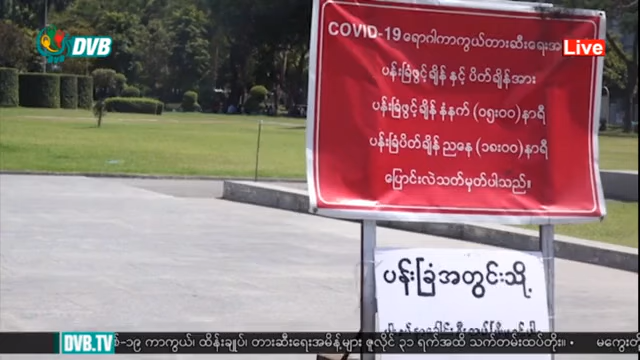 DVB
Live
COVID-19 ရောဂါကာကွယ်တားဆီးရေးအ
ပန်းခြံဖွင့်ချိန် နှင့် ပိတ်ချိန်အား
ပန်းခြံဖွင့်ချိန် နံနက် (၀၅:၀၀) နာရီ
ပန်းခြံပိတ်ချိန် ညနေ (၁၈:၀၀) နာရီ
ပြောင်းလဲသတ်မှတ်ပါသည်။
ပန်းခြံအတွင်းသို့
DVB.TV
စ်-၁၉ ကာကွယ်၊ ထိန်းချုပ်၊ တားဆီးရေးအမိန့်များ ဇူလိုင် ၃၁ ရက်အထိ သက်တမ်းထပ်တိုး။ • မကွေး